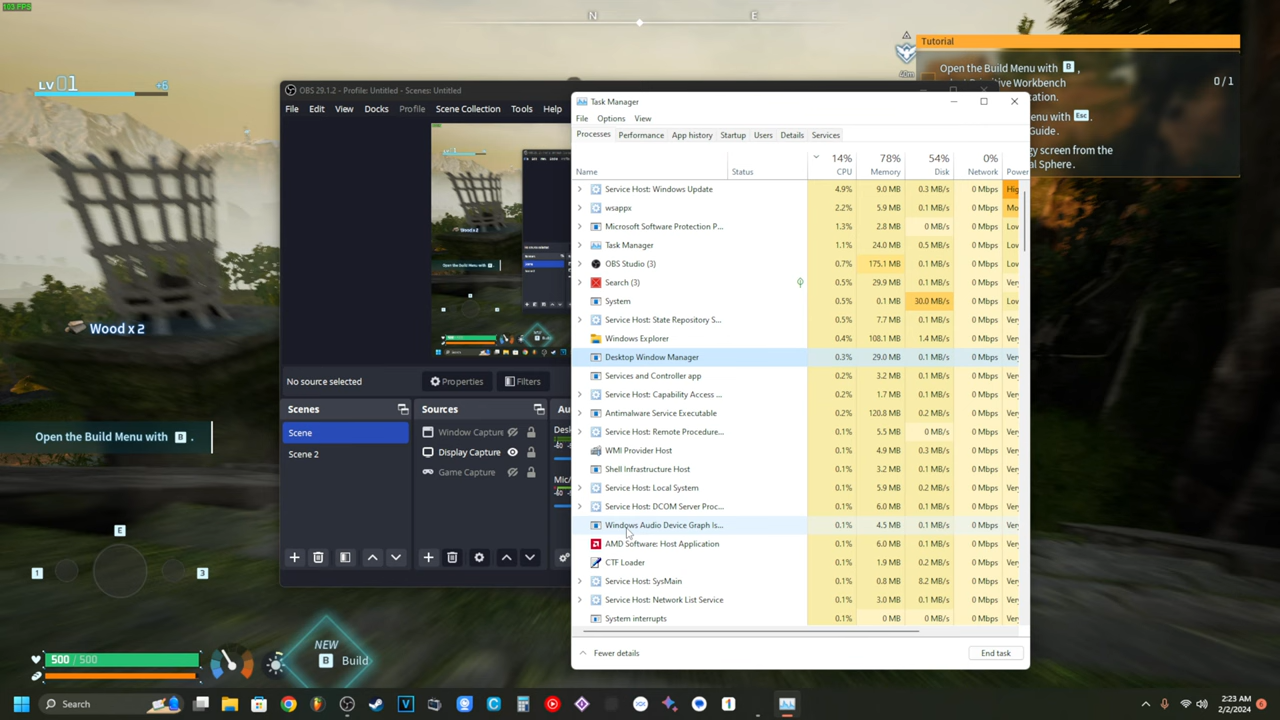 103 FPS
N
E
LV 01
+6
Tutorial
Open the Build Menu with B ,
Primitive Workbench
0/1
Wood x 2
Open the Build Menu with B .
E
1
3
500 / 500
NEW
B Build
OBS 29.1.2 - Profile: Untitled - Scenes: Untitled
File Edit View Docks Profile Scene Collection Tools Help
Wood x 2
Open the Build Menu with
No source selected
Properties
Filters
Scenes
Scene
Scene 2
Sources
Window Capture
Display Capture
Game Capture
Task Manager
File Options View
Processes Performance App history Startup Users Details Services
14% 78% 54% 0%
Name Status CPU Memory Disk Network Power
Service Host: Windows Update 4.9% 9.0 MB 0.3 MB/s 0 Mbps
wsappx 2.2% 5.9 MB 0.1 MB/s 0 Mbps
Microsoft Software Protection P... 1.3% 2.8 MB 0 MB/s 0 Mbps
Task Manager 1.1% 24.0 MB 0.5 MB/s 0 Mbps
OBS Studio (3) 0.7% 175.1 MB 0.1 MB/s 0 Mbps
Search (3) 0.5% 29.9 MB 0.1 MB/s 0 Mbps
System 0.5% 0.1 MB 30.0 MB/s 0 Mbps
Service Host: State Repository S... 0.5% 7.7 MB 0.1 MB/s 0 Mbps
Windows Explorer 0.4% 108.1 MB 1.4 MB/s 0 Mbps
Desktop Window Manager 0.3% 29.0 MB 0.1 MB/s 0 Mbps
Services and Controller app 0.2% 3.2 MB 0.1 MB/s 0 Mbps
Service Host: Capability Access ... 0.2% 1.7 MB 0.1 MB/s 0 Mbps
Antimalware Service Executable 0.2% 120.8 MB 0.2 MB/s 0 Mbps
Service Host: Remote Procedure... 0.1% 5.5 MB 0 MB/s 0 Mbps
WMI Provider Host 0.1% 4.9 MB 0.3 MB/s 0 Mbps
Shell Infrastructure Host 0.1% 3.2 MB 0.1 MB/s 0 Mbps
Service Host: Local System 0.1% 5.9 MB 0.2 MB/s 0 Mbps
Service Host: DCOM Server Proc... 0.1% 6.0 MB 0.1 MB/s 0 Mbps
Windows Audio Device Graph Is... 0.1% 4.5 MB 0.1 MB/s 0 Mbps
AMD Software: Host Application 0.1% 6.0 MB 0.1 MB/s 0 Mbps
CTF Loader 0.1% 1.9 MB 0.2 MB/s 0 Mbps
Service Host: SysMain 0.1% 0.8 MB 8.2 MB/s 0 Mbps
Service Host: Network List Service 0.1% 3.0 MB 0.1 MB/s 0 Mbps
System interrupts 0.1% 0 MB 0 MB/s 0 Mbps
Fewer details
End task
Search
2:23 AM
2/2/2024